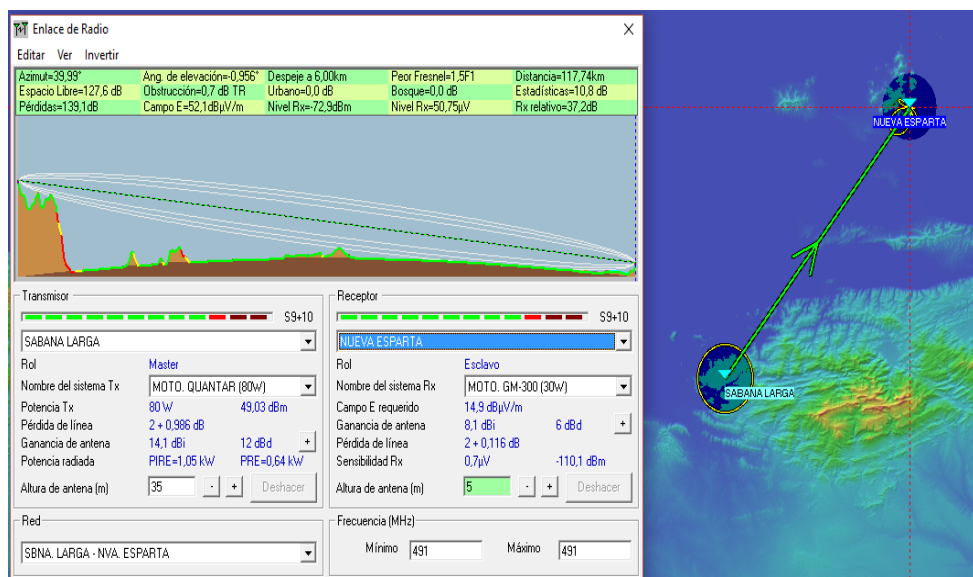 Enlace de Radio
Editar Ver Invertir
Azimut=39,99° Ang. de elevación=-0,956° Despeje a 6,00km Peor Fresnel=1,5F1 Distancia=117,74km
Espacio Libre=127,6 dB Obstrucción=0,7 dB TR Urbano=0,0 dB Bosque=0,0 dB Estadísticas=10,8 dB
Pérdidas=139,1dB Campo E=52,1dBµV/m Nivel Rx=-72,9dBm Nivel Rx=50,75µV Rx relativo=37,2dB
Transmisor
S9+10
SABANA LARGA
Rol Master
Nombre del sistema Tx MOTO. QUANTAR (80W)
Potencia Tx 80 W 49,03 dBm
Pérdida de línea 2 + 0,986 dB
Ganancia de antena 14,1 dBi 12 dBd +
Potencia radiada PIRE=1,05 kW PRE=0,64 kW
Altura de antena (m) 35 - + Deshacer
Red
SBNA. LARGA - NVA. ESPARTA
Receptor
S9+10
NUEVA ESPARTA
Rol Esclavo
Nombre del sistema Rx MOTO. GM-300 (30W)
Campo E requerido 14,9 dBµV/m
Ganancia de antena 8,1 dBi 6 dBd +
Pérdida de línea 2 + 0,116 dB
Sensibilidad Rx 0,7µV -110,1 dBm
Altura de antena (m) 5 - + Deshacer
Frecuencia (MHz)
Mínimo 491 Máximo 491
NUEVA ESPARTA
SABANA LARGA